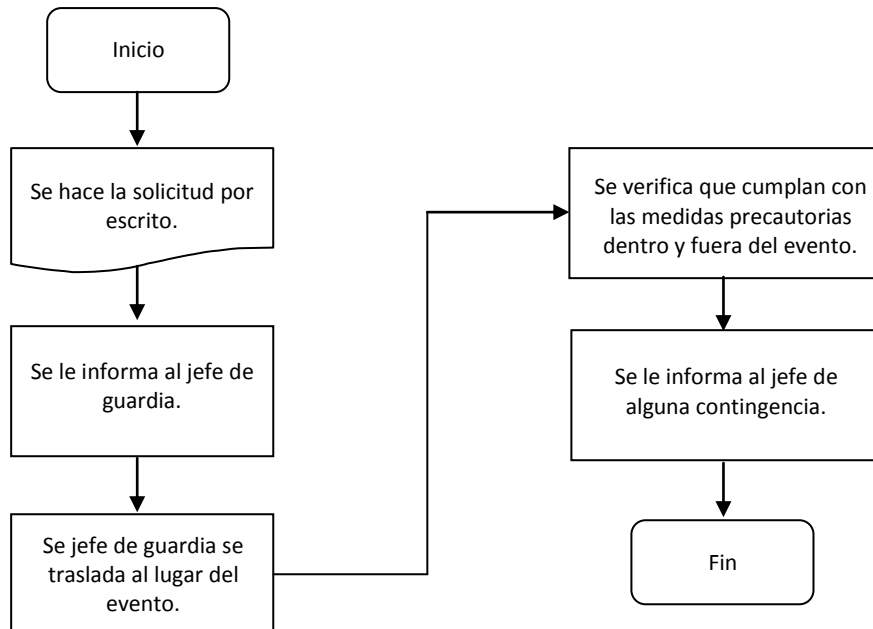 Inicio
Se hace la solicitud por
escrito.
Se le informa al jefe de
guardia.
Se jefe de guardia se
traslada al lugar del
evento.
Se verifica que cumplan con
las medidas precautorias
dentro y fuera del evento.
Se le informa al jefe de
alguna contingencia.
Fin